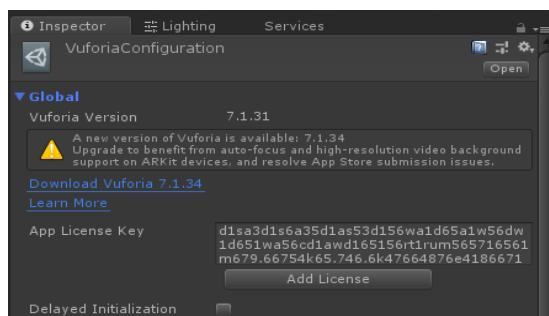 Inspector
Lighting
Services
VuforiaConfiguration
Open
Global
Vuforia Version 7.1.31
A new version of Vuforia is available: 7.1.34
Upgrade to benefit from auto-focus and high-resolution video background
support on ARKit devices, and resolve App Store submission issues.
Download Vuforia 7.1.34
Learn More
App License Key d1sa3d1s6a35d1as53d156wa1d65a1w56dw
1d651wa56cd1awd165156rt1rum565716561
m679.66754k65.746.6k47664876e4186671
Add License
Delayed Initialization